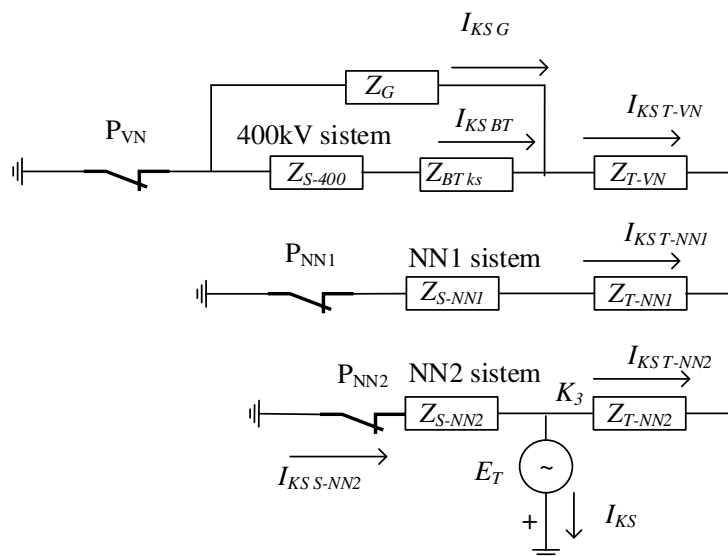 I_KS G
Z_G
P_VN
400kV sistem
I_KS BT
I_KS T-VN
Z_S-400
Z_BT ks
Z_T-VN
P_NN1
NN1 sistem
I_KS T-NN1
Z_S-NN1
Z_T-NN1
P_NN2
NN2 sistem
I_KS T-NN2
K_3
Z_S-NN2
Z_T-NN2
I_KS S-NN2
E_T
~
+
I_KS